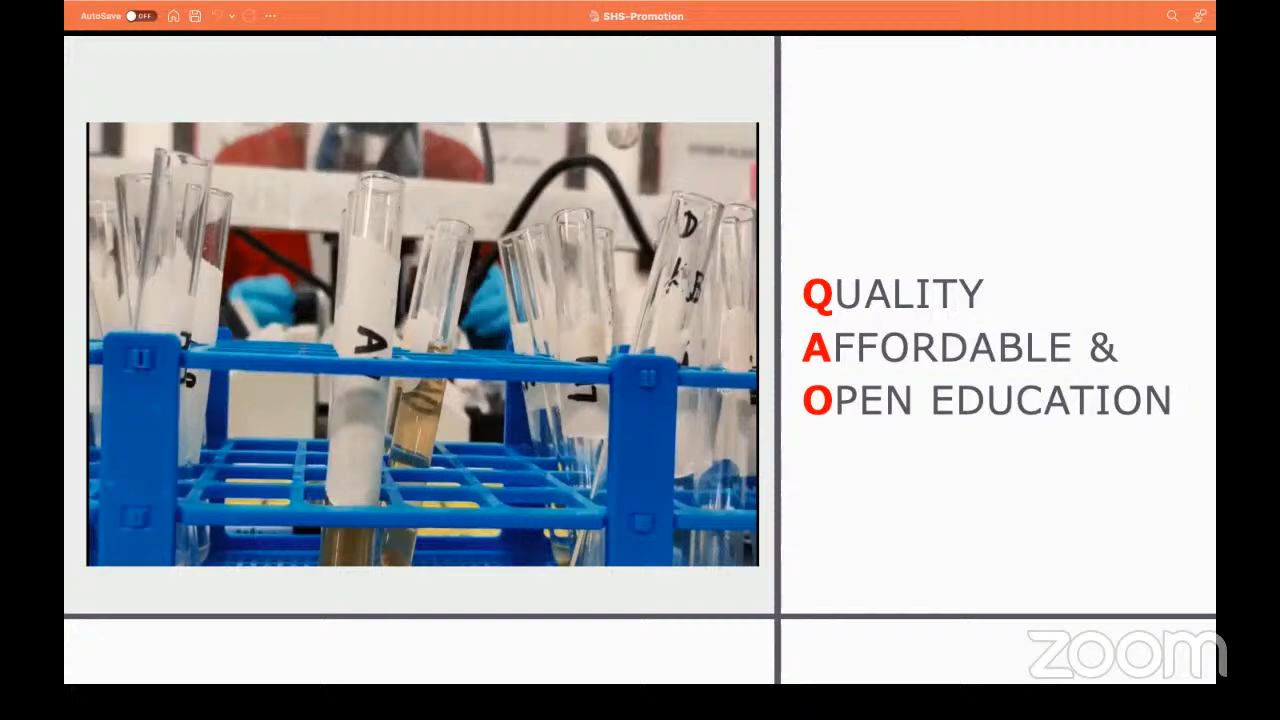 AutoSave OFF
SHS-Promotion
A
D
K B
QUALITY
AFFORDABLE &
OPEN EDUCATION
zoom